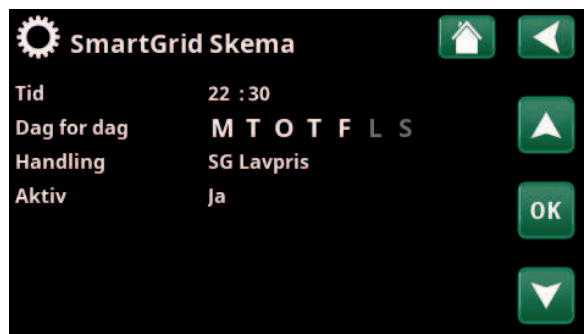 SmartGrid Skema
Tid 22 :30
Dag for dag M T O T F L S
Handling SG Lavpris
Aktiv Ja
OK